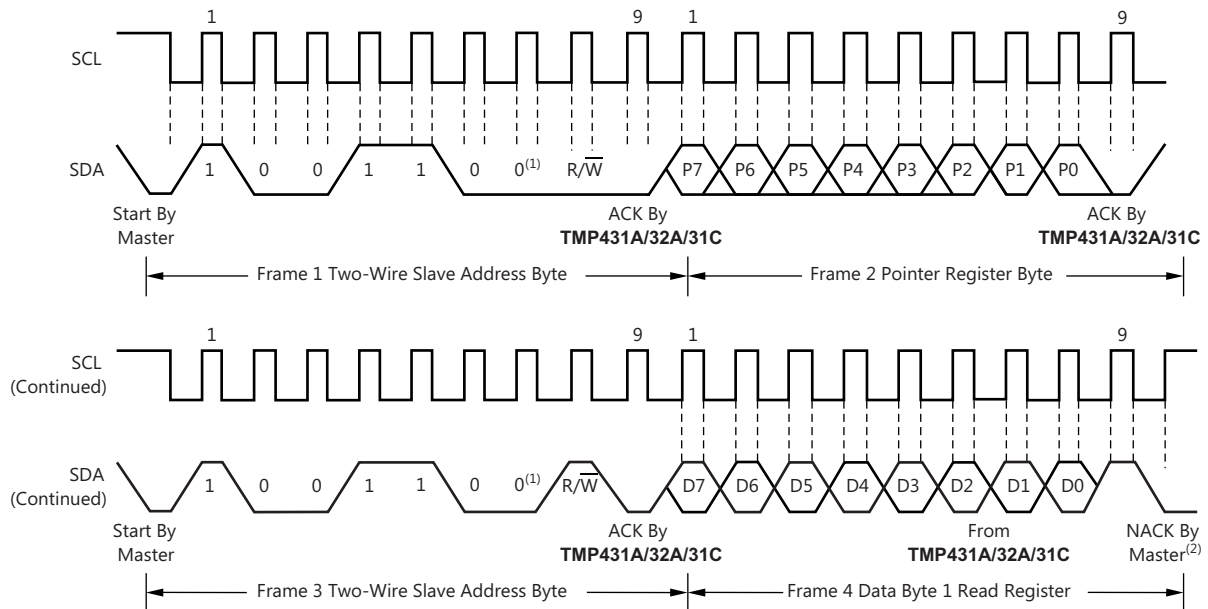 1 9 1 9
SCL
SDA
1 0 0 1 1 0 0(1) R/W̅ P7 P6 P5 P4 P3 P2 P1 P0
Start By
Master
ACK By
TMP431A/32A/31C
ACK By
TMP431A/32A/31C
Frame 1 Two-Wire Slave Address Byte
Frame 2 Pointer Register Byte
1 9 1 9
SCL
(Continued)
SDA
(Continued)
1 0 0 1 1 0 0(1) R/W̅ D7 D6 D5 D4 D3 D2 D1 D0
Start By
Master
ACK By
TMP431A/32A/31C
From
TMP431A/32A/31C
NACK By
Master(2)
Frame 3 Two-Wire Slave Address Byte
Frame 4 Data Byte 1 Read Register